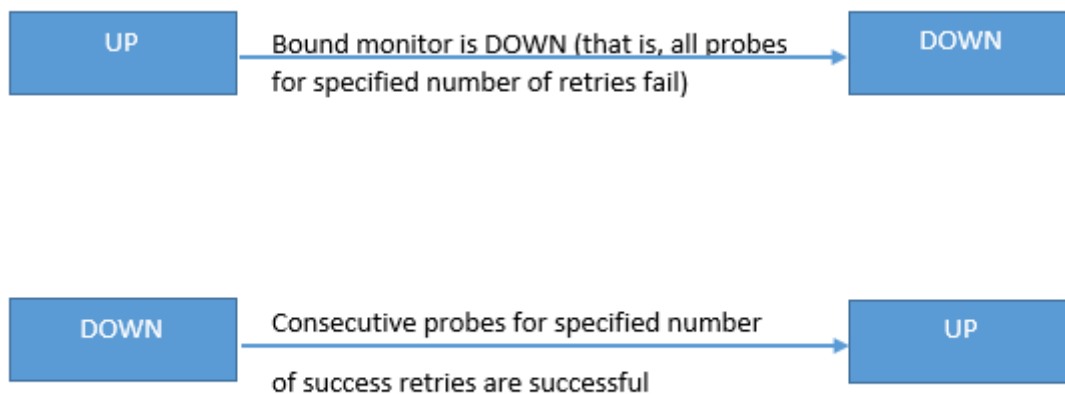 UP
Bound monitor is DOWN (that is, all probes
for specified number of retries fail)
DOWN
DOWN
Consecutive probes for specified number
of success retries are successful
UP